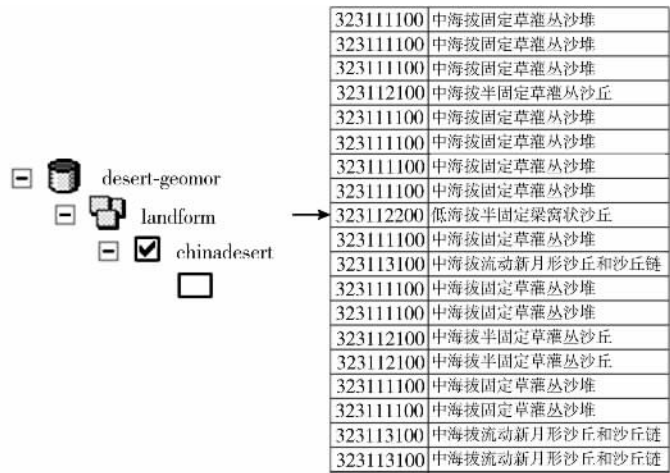 desert-geomor
landform
chinadesert
323111100 中海拔固定草灌丛沙堆
323111100 中海拔固定草灌丛沙堆
323111100 中海拔固定草灌丛沙堆
323112100 中海拔半固定草灌丛沙丘
323111100 中海拔固定草灌丛沙堆
323111100 中海拔固定草灌丛沙堆
323111100 中海拔固定草灌丛沙堆
323111100 中海拔固定草灌丛沙堆
323112200 低海拔半固定梁窝状沙丘
323111100 中海拔固定草灌丛沙堆
323113100 中海拔流动新月形沙丘和沙丘链
323111100 中海拔固定草灌丛沙堆
323111100 中海拔固定草灌丛沙堆
323112100 中海拔半固定草灌丛沙丘
323112100 中海拔半固定草灌丛沙丘
323111100 中海拔固定草灌丛沙堆
323111100 中海拔固定草灌丛沙堆
323113100 中海拔流动新月形沙丘和沙丘链
323113100 中海拔流动新月形沙丘和沙丘链